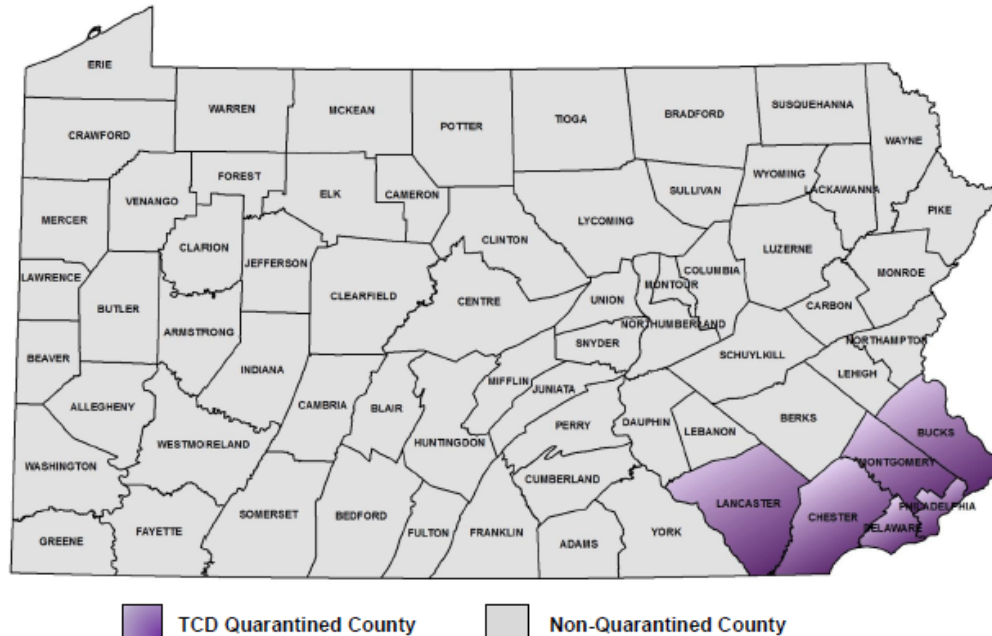 ERIE
WARREN
MCKEAN
POTTER
TIOGA
BRADFORD
SUSQUEHANNA
WAYNE
CRAWFORD
FOREST
ELK
CAMERON
SULLIVAN
WYOMING
LACKAWANNA
PIKE
MERCER
VENANGO
CLARION
JEFFERSON
CLINTON
LYCOMING
COLUMBIA
LUZERNE
MONROE
LAWRENCE
BUTLER
ARMSTRONG
CLEARFIELD
CENTRE
UNION
MONTOUR
NORTHUMBERLAND
CARBON
NORTHAMPTON
BEAVER
INDIANA
SNYDER
SCHUYLKILL
LEHIGH
ALLEGHENY
CAMBRIA
BLAIR
MIFFLIN
JUNIATA
PERRY
DAUPHIN
LEBANON
BERKS
BUCKS
WASHINGTON
WESTMORELAND
HUNTINGDON
CUMBERLAND
LANCASTER
MONTGOMERY
PHILADELPHIA
GREENE
FAYETTE
SOMERSET
BEDFORD
FULTON
FRANKLIN
ADAMS
YORK
CHESTER
DELAWARE
TCD Quarantined County
Non-Quarantined County